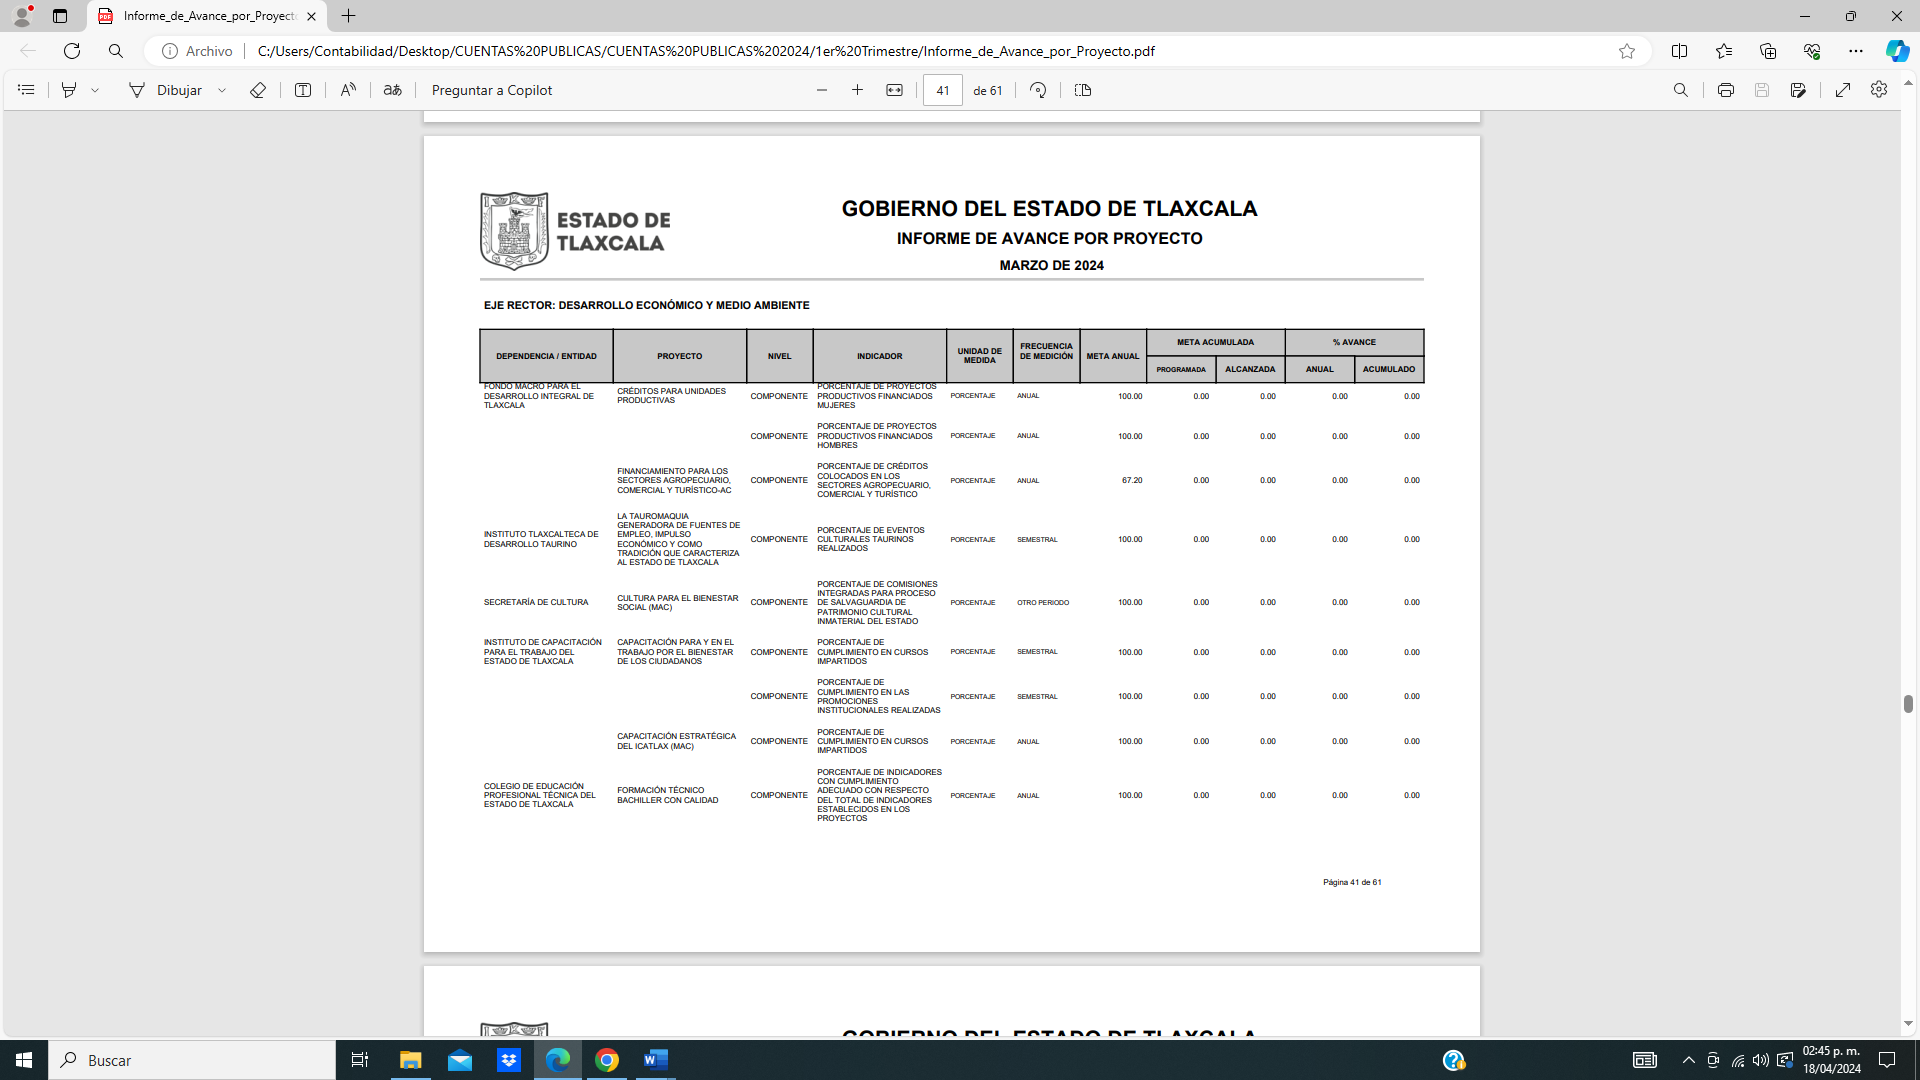 Informe_de_Avance_por_Proyecto
Archivo
C:/Users/Contabilidad/Desktop/CUENTAS%20PUBLICAS/CUENTAS%20PUBLICAS%202024/1er%20Trimestre/Informe_de_Avance_por_Proyecto.pdf
Dibujar
Preguntar a Copilot
41 de 61
ESTADO DE
TLAXCALA
GOBIERNO DEL ESTADO DE TLAXCALA
INFORME DE AVANCE POR PROYECTO
MARZO DE 2024
EJE RECTOR: DESARROLLO ECONÓMICO Y MEDIO AMBIENTE
DEPENDENCIA / ENTIDAD
PROYECTO
NIVEL
INDICADOR
UNIDAD DE
MEDIDA
FRECUENCIA
DE MEDICIÓN
META ANUAL
META ACUMULADA
PROGRAMADA
ALCANZADA
% AVANCE
ANUAL
ACUMULADO
FONDO MACRO PARA EL
DESARROLLO INTEGRAL DE
TLAXCALA
CRÉDITOS PARA UNIDADES
PRODUCTIVAS
COMPONENTE
PORCENTAJE DE PROYECTOS
PRODUCTIVOS FINANCIADOS
MUJERES
PORCENTAJE
ANUAL
100.00 0.00 0.00 0.00 0.00
COMPONENTE
PORCENTAJE DE PROYECTOS
PRODUCTIVOS FINANCIADOS
HOMBRES
PORCENTAJE
ANUAL
100.00 0.00 0.00 0.00 0.00
FINANCIAMIENTO PARA LOS
SECTORES AGROPECUARIO,
COMERCIAL Y TURÍSTICO-AC
COMPONENTE
PORCENTAJE DE CRÉDITOS
COLOCADOS EN LOS
SECTORES AGROPECUARIO,
COMERCIAL Y TURÍSTICO
PORCENTAJE
ANUAL
67.20 0.00 0.00 0.00 0.00
INSTITUTO TLAXCALTECA DE
DESARROLLO TAURINO
LA TAUROMAQUIA
GENERADORA DE FUENTES DE
EMPLEO, IMPULSO
ECONÓMICO Y COMO
TRADICIÓN QUE CARACTERIZA
AL ESTADO DE TLAXCALA
COMPONENTE
PORCENTAJE DE EVENTOS
CULTURALES TAURINOS
REALIZADOS
PORCENTAJE
SEMESTRAL
100.00 0.00 0.00 0.00 0.00
SECRETARÍA DE CULTURA
CULTURA PARA EL BIENESTAR
SOCIAL (MAC)
COMPONENTE
PORCENTAJE DE COMISIONES
INTEGRADAS PARA PROCESO
DE SALVAGUARDIA DE
PATRIMONIO CULTURAL
INMATERIAL DEL ESTADO
PORCENTAJE
OTRO PERIODO
100.00 0.00 0.00 0.00 0.00
INSTITUTO DE CAPACITACIÓN
PARA EL TRABAJO DEL
ESTADO DE TLAXCALA
CAPACITACIÓN PARA Y EN EL
TRABAJO POR EL BIENESTAR
DE LOS CIUDADANOS
COMPONENTE
PORCENTAJE DE
CUMPLIMIENTO EN CURSOS
IMPARTIDOS
PORCENTAJE
SEMESTRAL
100.00 0.00 0.00 0.00 0.00
COMPONENTE
PORCENTAJE DE
CUMPLIMIENTO EN LAS
PROMOCIONES
INSTITUCIONALES REALIZADAS
PORCENTAJE
SEMESTRAL
100.00 0.00 0.00 0.00 0.00
CAPACITACIÓN ESTRATÉGICA
DEL ICATLAX (MAC)
COMPONENTE
PORCENTAJE DE
CUMPLIMIENTO EN CURSOS
IMPARTIDOS
PORCENTAJE
ANUAL
100.00 0.00 0.00 0.00 0.00
COLEGIO DE EDUCACIÓN
PROFESIONAL TÉCNICA DEL
ESTADO DE TLAXCALA
FORMACIÓN TÉCNICO
BACHILLER CON CALIDAD
COMPONENTE
PORCENTAJE DE INDICADORES
CON CUMPLIMIENTO
ADECUADO CON RESPECTO
DEL TOTAL DE INDICADORES
ESTABLECIDOS EN LOS
PROYECTOS
PORCENTAJE
ANUAL
100.00 0.00 0.00 0.00 0.00
Página 41 de 61
GOBIERNO DEL ESTADO DE TLAXCALA
Buscar
02:45 p. m.
18/04/2024